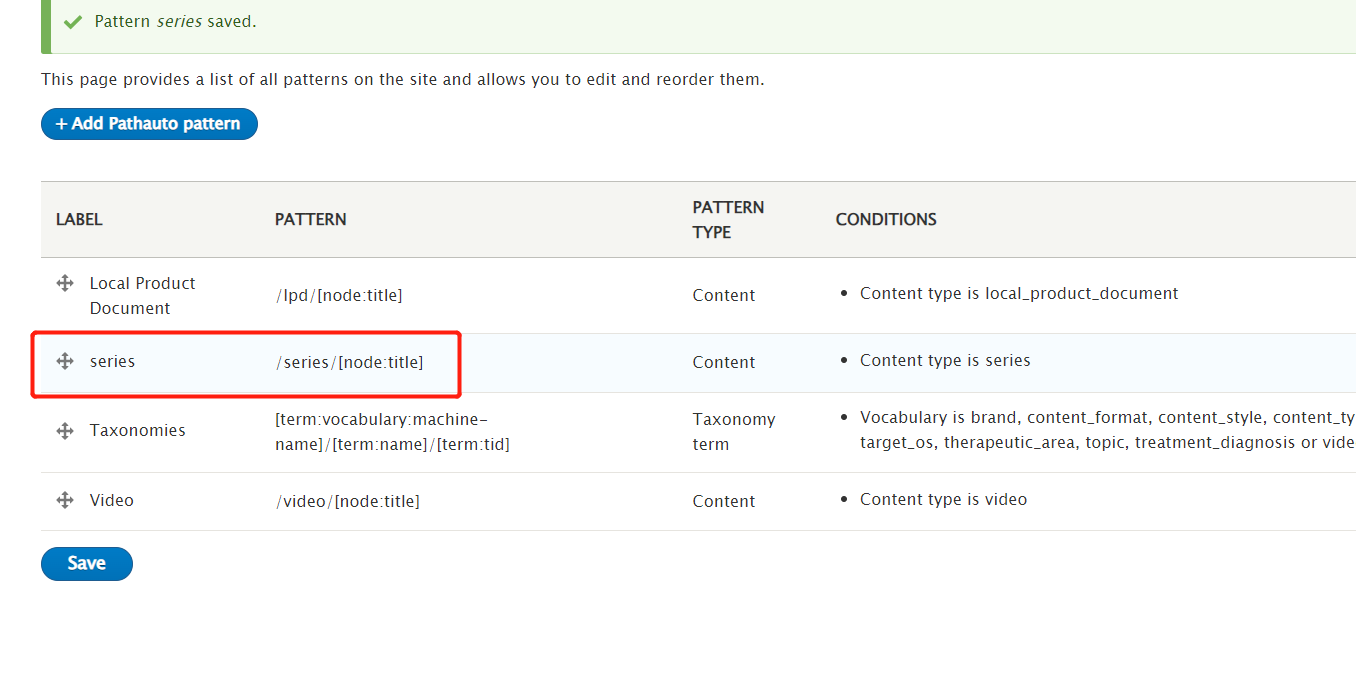 Pattern series saved.
This page provides a list of all patterns on the site and allows you to edit and reorder them.
+ Add Pathauto pattern
LABEL
PATTERN
PATTERN
TYPE
CONDITIONS
Local Product
Document
/lpd/[node:title]
Content
Content type is local_product_document
series
/series/[node:title]
Content
Content type is series
Taxonomies
[term:vocabulary:machine-
name]/[term:name]/[term:tid]
Taxonomy
term
Vocabulary is brand, content_format, content_style, content_ty
target_os, therapeutic_area, topic, treatment_diagnosis or vide
Video
/video/[node:title]
Content
Content type is video
Save